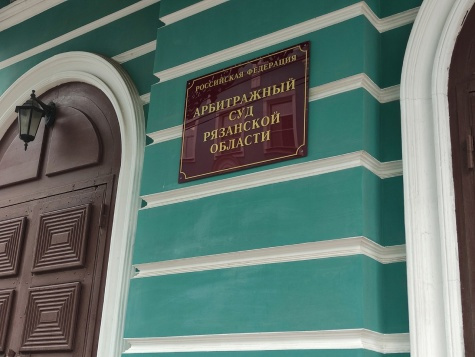 РОССИЙСКАЯ ФЕДЕРАЦИЯ
АРБИТРАЖНЫЙ
СУД
РЯЗАНСКОЙ
ОБЛАСТИ